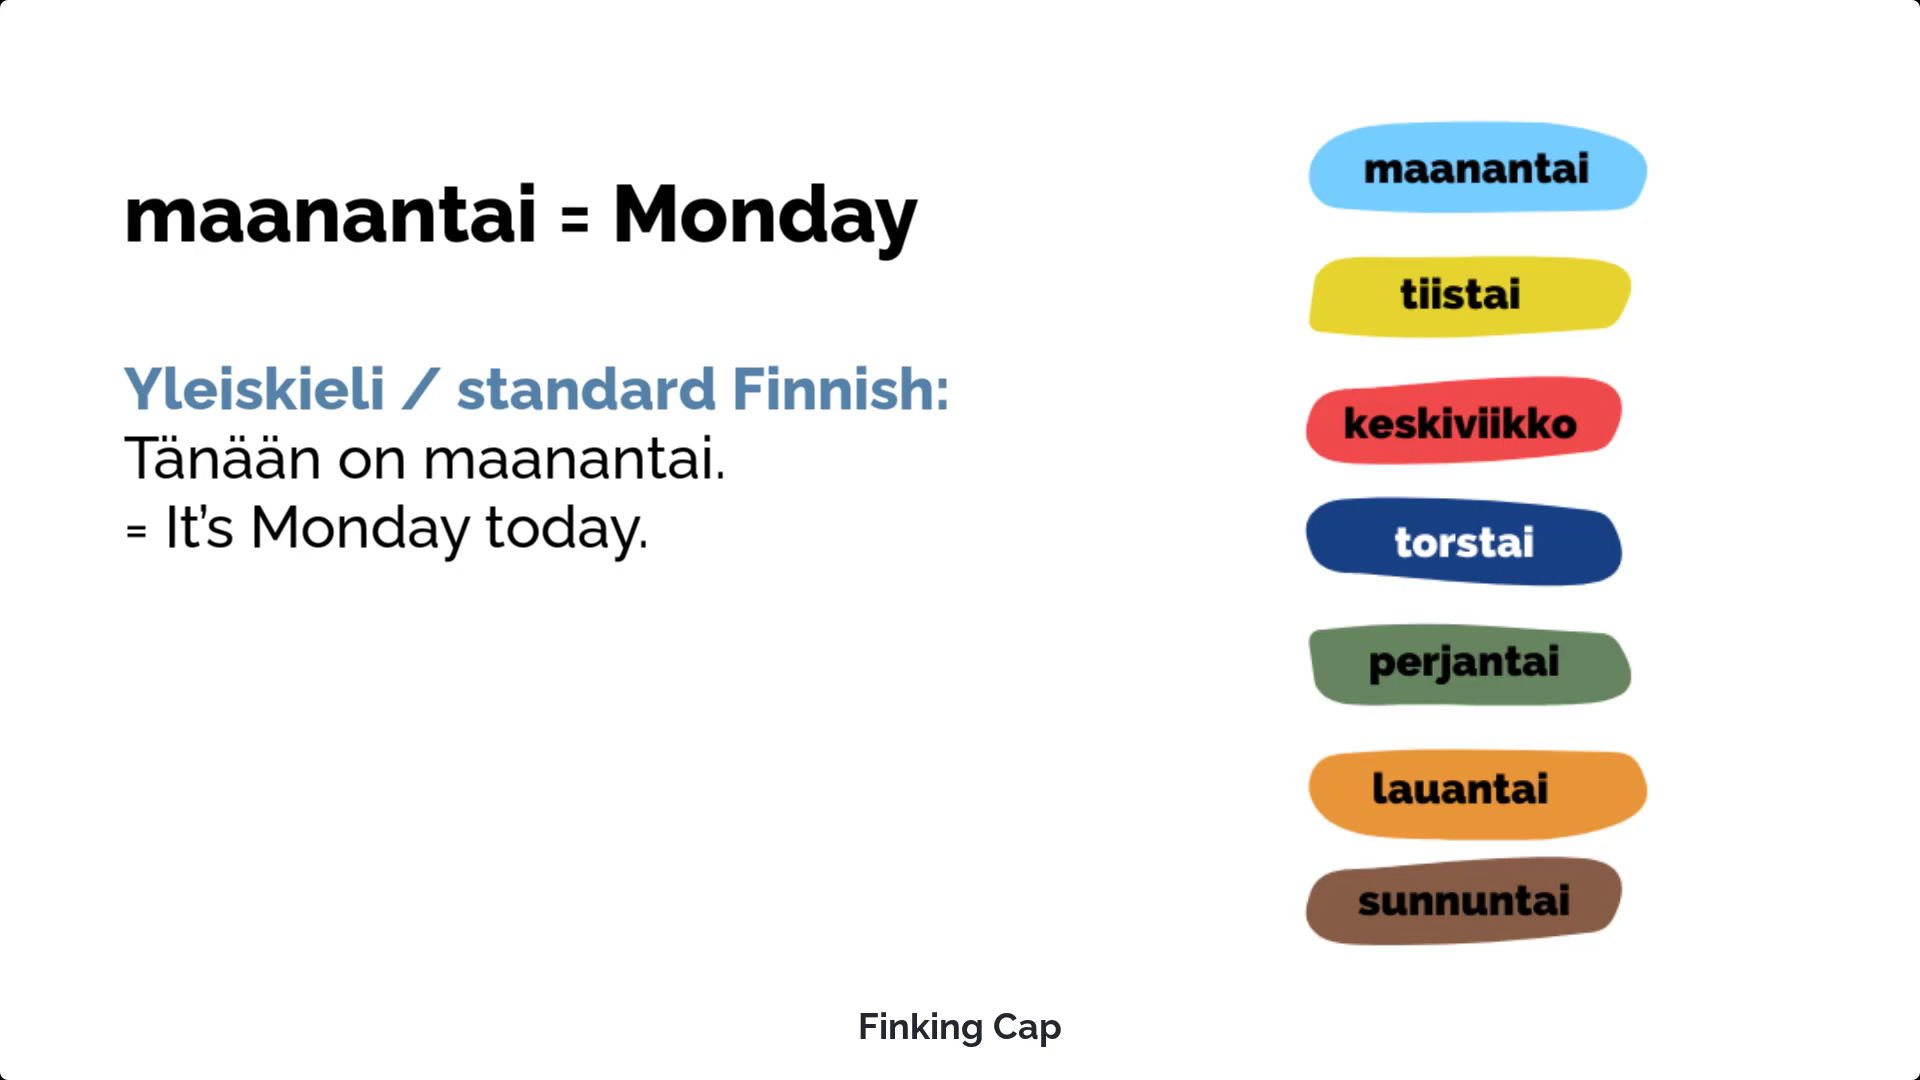 maanantai = Monday
Yleiskieli / standard Finnish:
Tänään on maanantai.
= It’s Monday today.
maanantai
tiistai
keskiviikko
torstai
perjantai
lauantai
sunnuntai
Finking Cap